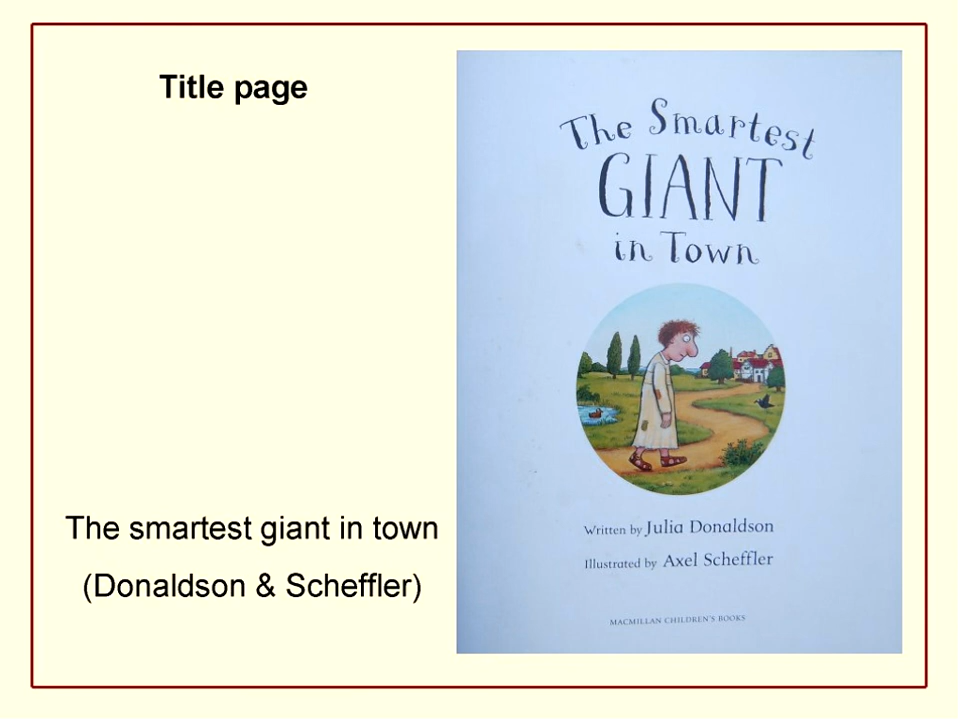 Title page
The Smartest
GIANT
in Town
Written by Julia Donaldson
Illustrated by Axel Scheffler
MACMILLAN CHILDREN'S BOOKS
The smartest giant in town
(Donaldson & Scheffler)